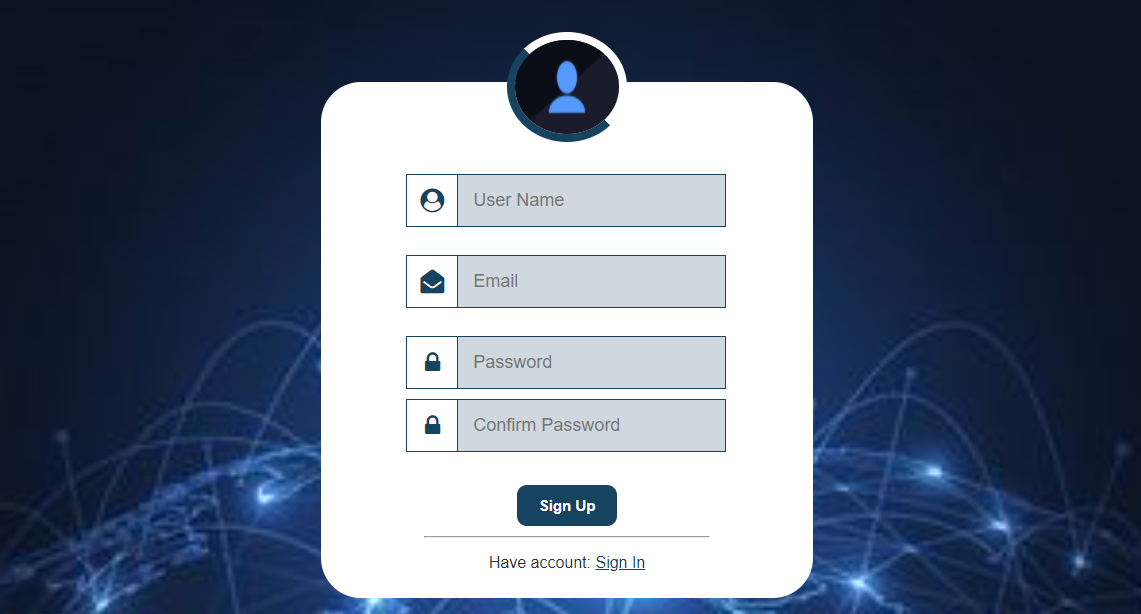 User Name
Email
Password
Confirm Password
Sign Up
Have account: Sign In